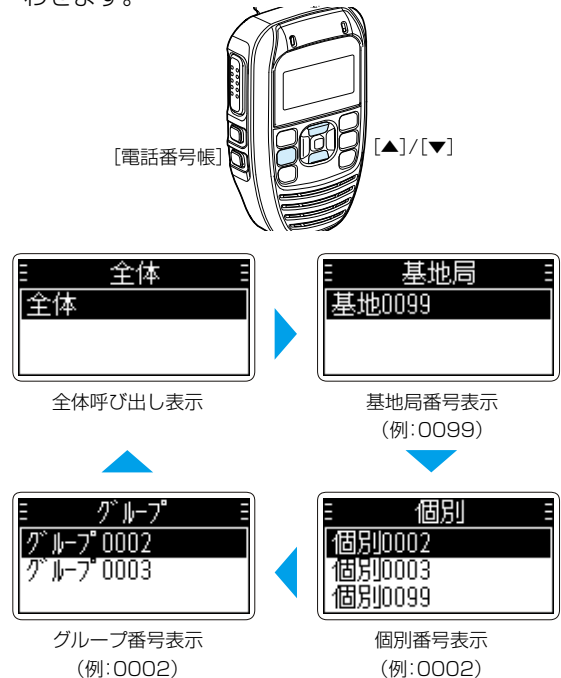 わせます。
[電話番号帳]
[▲]/[▼]
全体
全体
全体呼び出し表示
基地局
基地0099
基地局番号表示
(例:0099)
グループ
グループ0002
グループ0003
グループ番号表示
(例:0002)
個別
個別0002
個別0003
個別0099
個別番号表示
(例:0002)